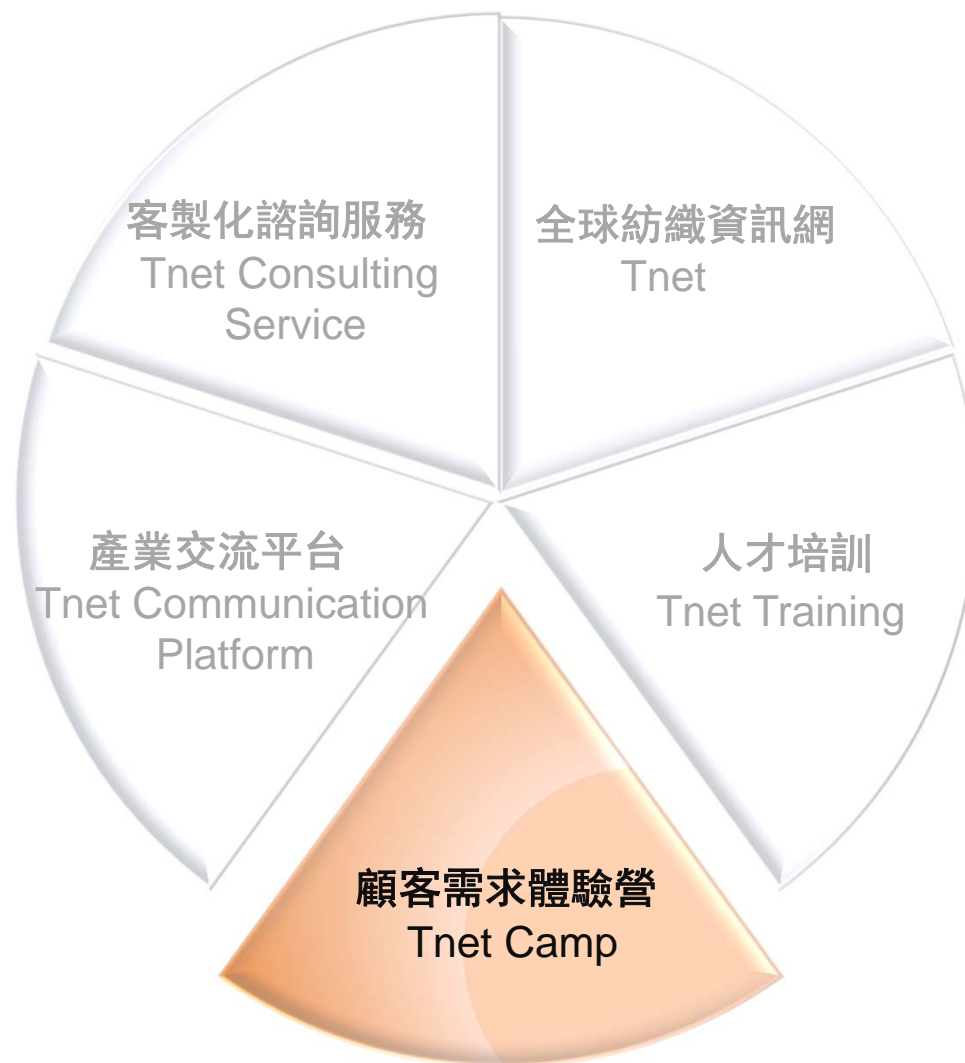 客製化諮詢服務
Tnet Consulting
Service
全球紡織資訊網
Tnet
產業交流平台
Tnet Communication
Platform
人才培訓
Tnet Training
顧客需求體驗營
Tnet Camp